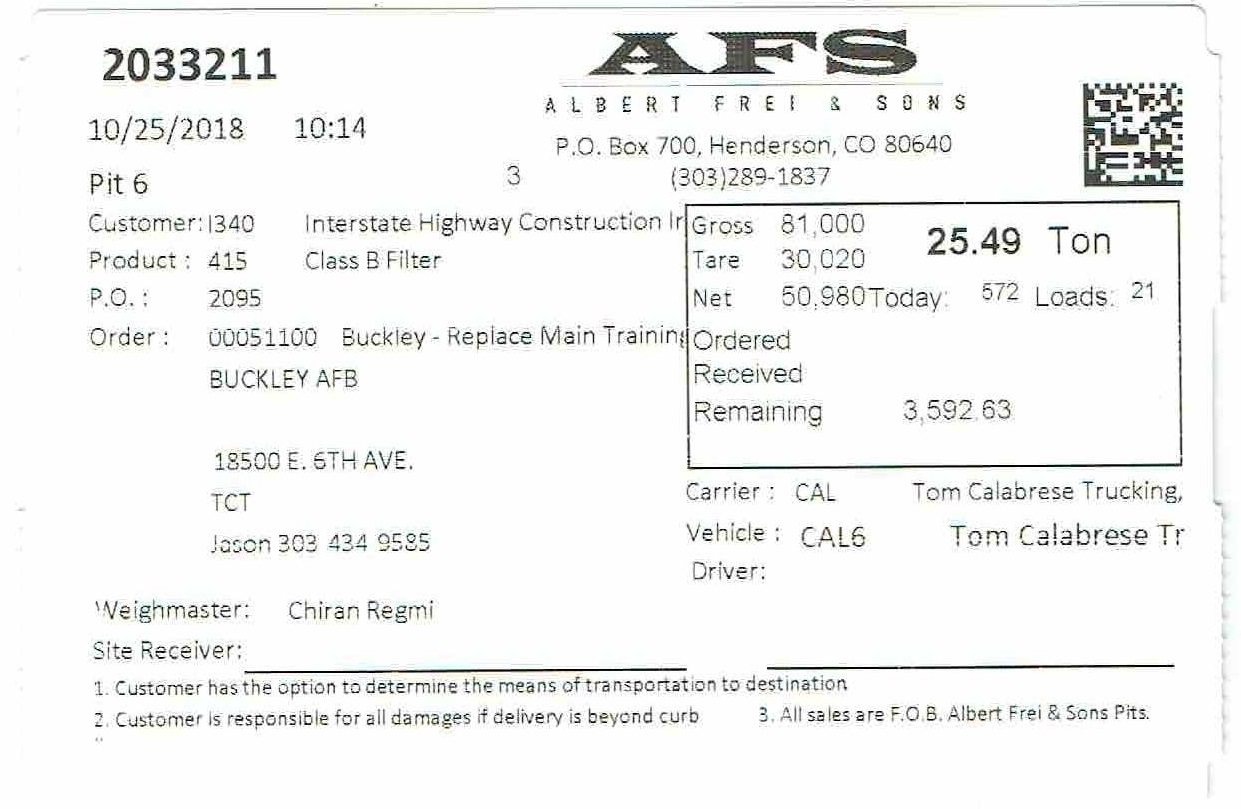 2033211
AFS
ALBERT FREI & SONS
10/25/2018 10:14
P.O. Box 700, Henderson, CO 80640
Pit 6 3 (303)289-1837
Customer: I340 Interstate Highway Construction Ir
Product : 415 Class B Filter
P.O. : 2095
Order : 00051100 Buckley - Replace Main Training
BUCKLEY AFB
18500 E. 6TH AVE.
TCT
Jason 303 434 9585
Gross 81,000
25.49 Ton
Tare 30,020
Net 50,980 Today: 572 Loads: 21
Ordered
Received
Remaining 3,592.63
Carrier : CAL Tom Calabrese Trucking,
Vehicle : CAL6 Tom Calabrese Tr
Driver:
Weighmaster: Chiran Regmi
Site Receiver:
1. Customer has the option to determine the means of transportation to destination
2. Customer is responsible for all damages if delivery is beyond curb 3. All sales are F.O.B. Albert Frei & Sons Pits.